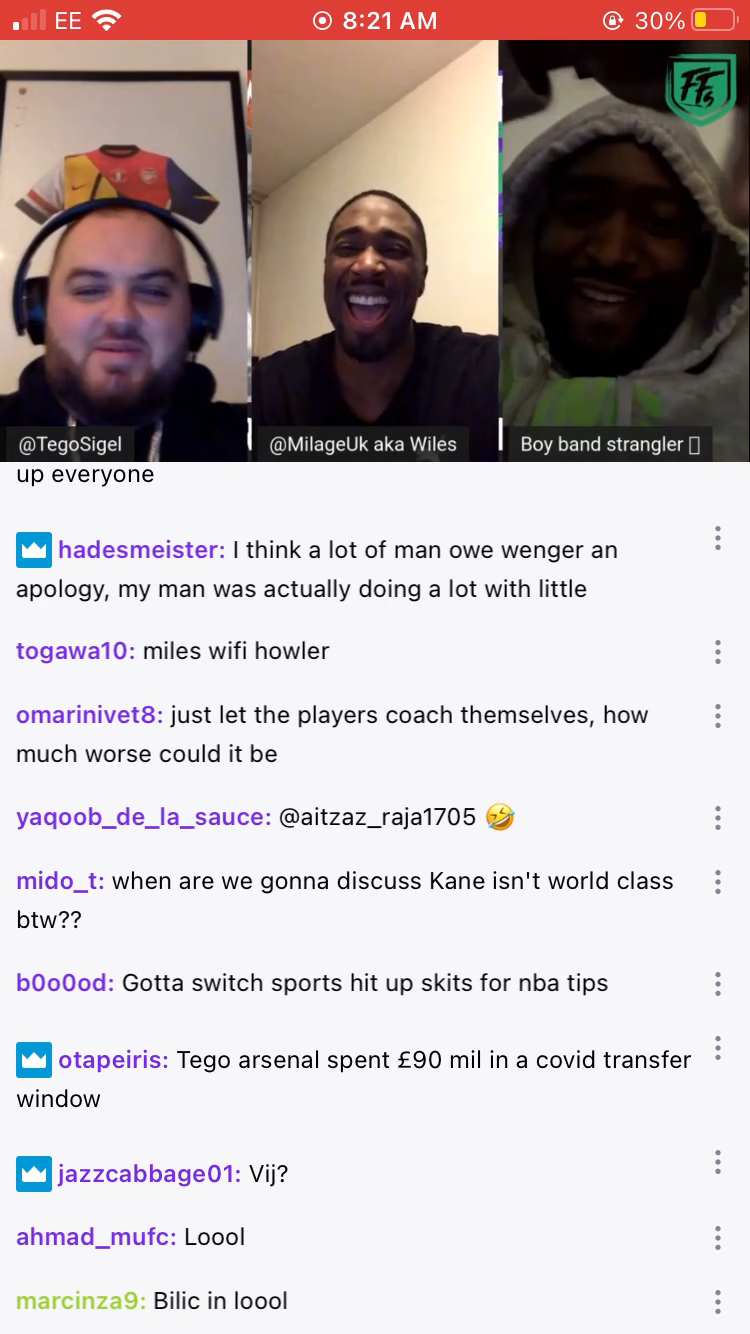 EE 8:21 AM 30%
FFs
@TegoSigel
@MilageUk aka Wiles
Boy band strangler
up everyone
hadesmeister: I think a lot of man owe wenger an
apology, my man was actually doing a lot with little
togawa10: miles wifi howler
omarinivet8: just let the players coach themselves, how
much worse could it be
yaqoob_de_la_sauce: @aitzaz_raja1705 🤣
mido_t: when are we gonna discuss Kane isn't world class
btw??
b0o0od: Gotta switch sports hit up skits for nba tips
otapeiris: Tego arsenal spent £90 mil in a covid transfer
window
jazzcabbage01: Vij?
ahmad_mufc: Loool
marcinza9: Bilic in loool